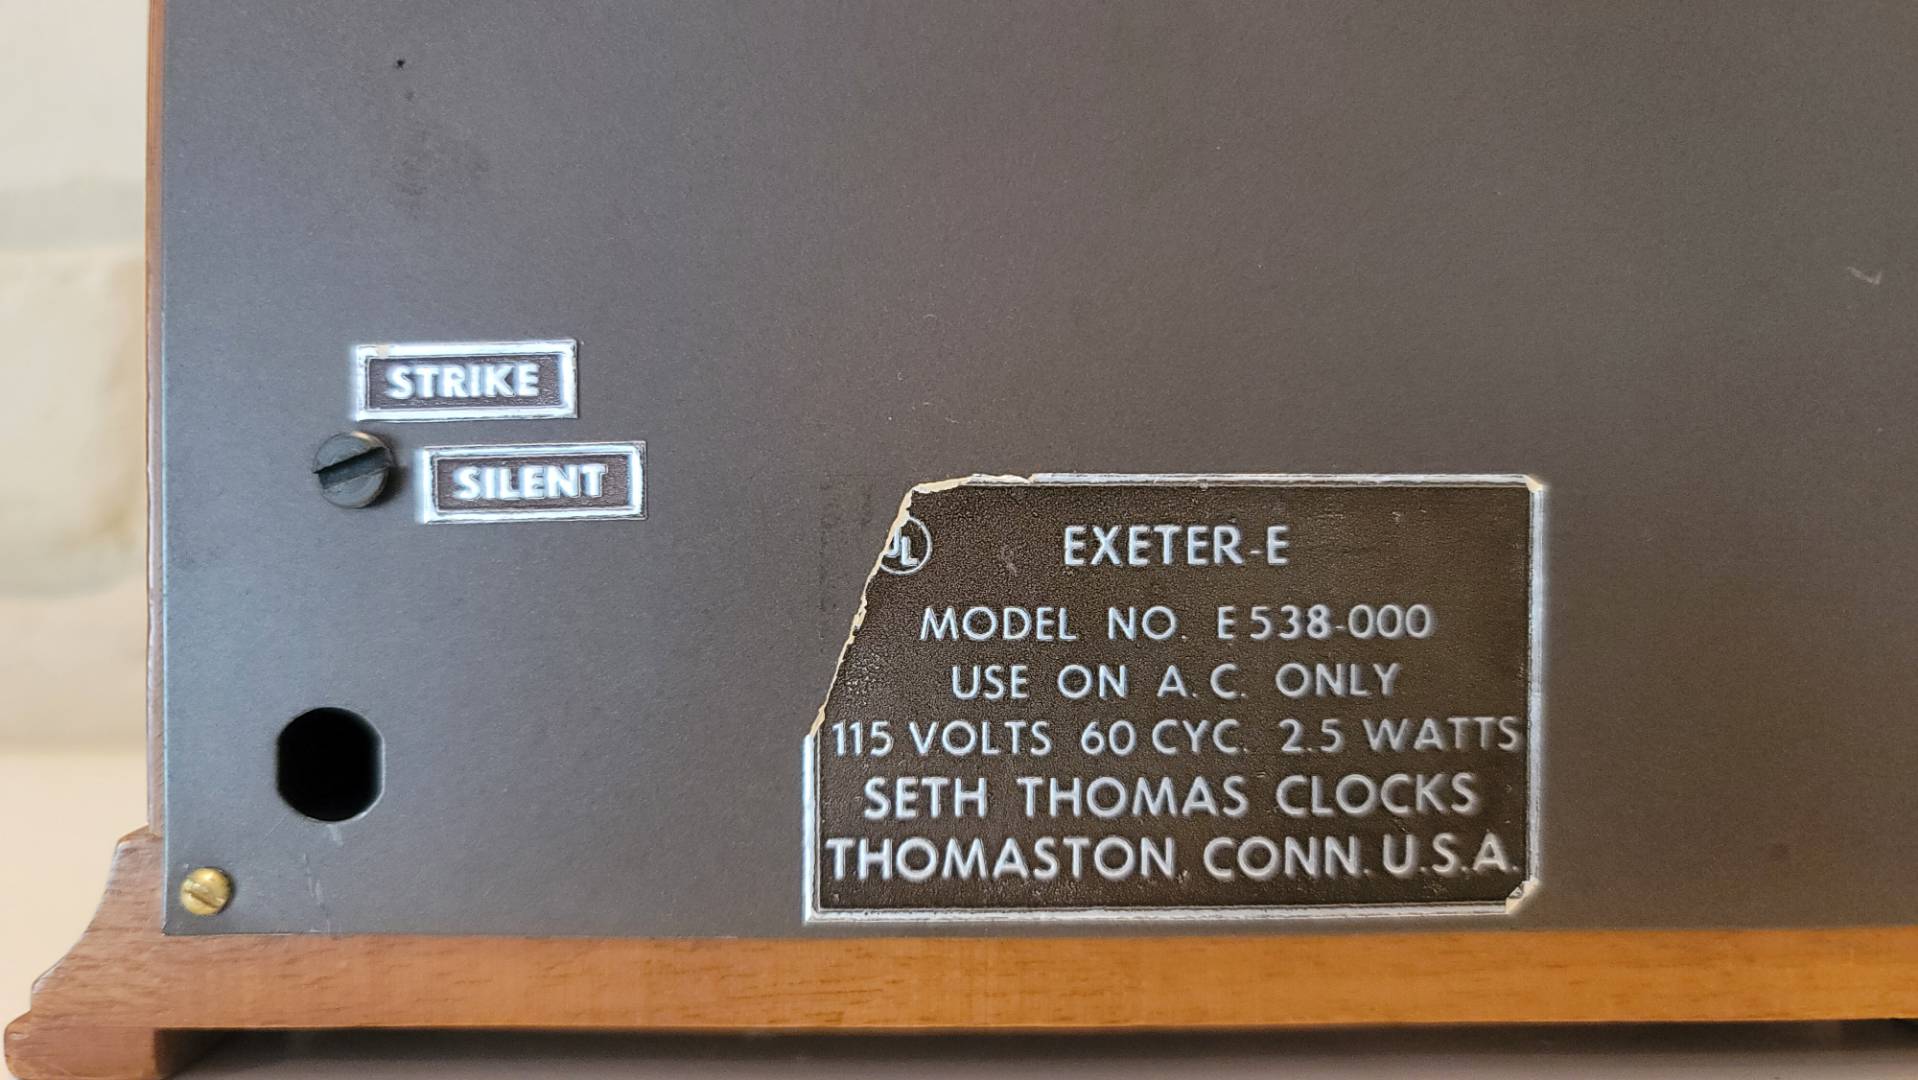 STRIKE
SILENT
UL
EXETER-E
MODEL NO. E538-000
USE ON A.C. ONLY
115 VOLTS 60 CYC. 2.5 WATTS
SETH THOMAS CLOCKS
THOMASTON, CONN. U.S.A.